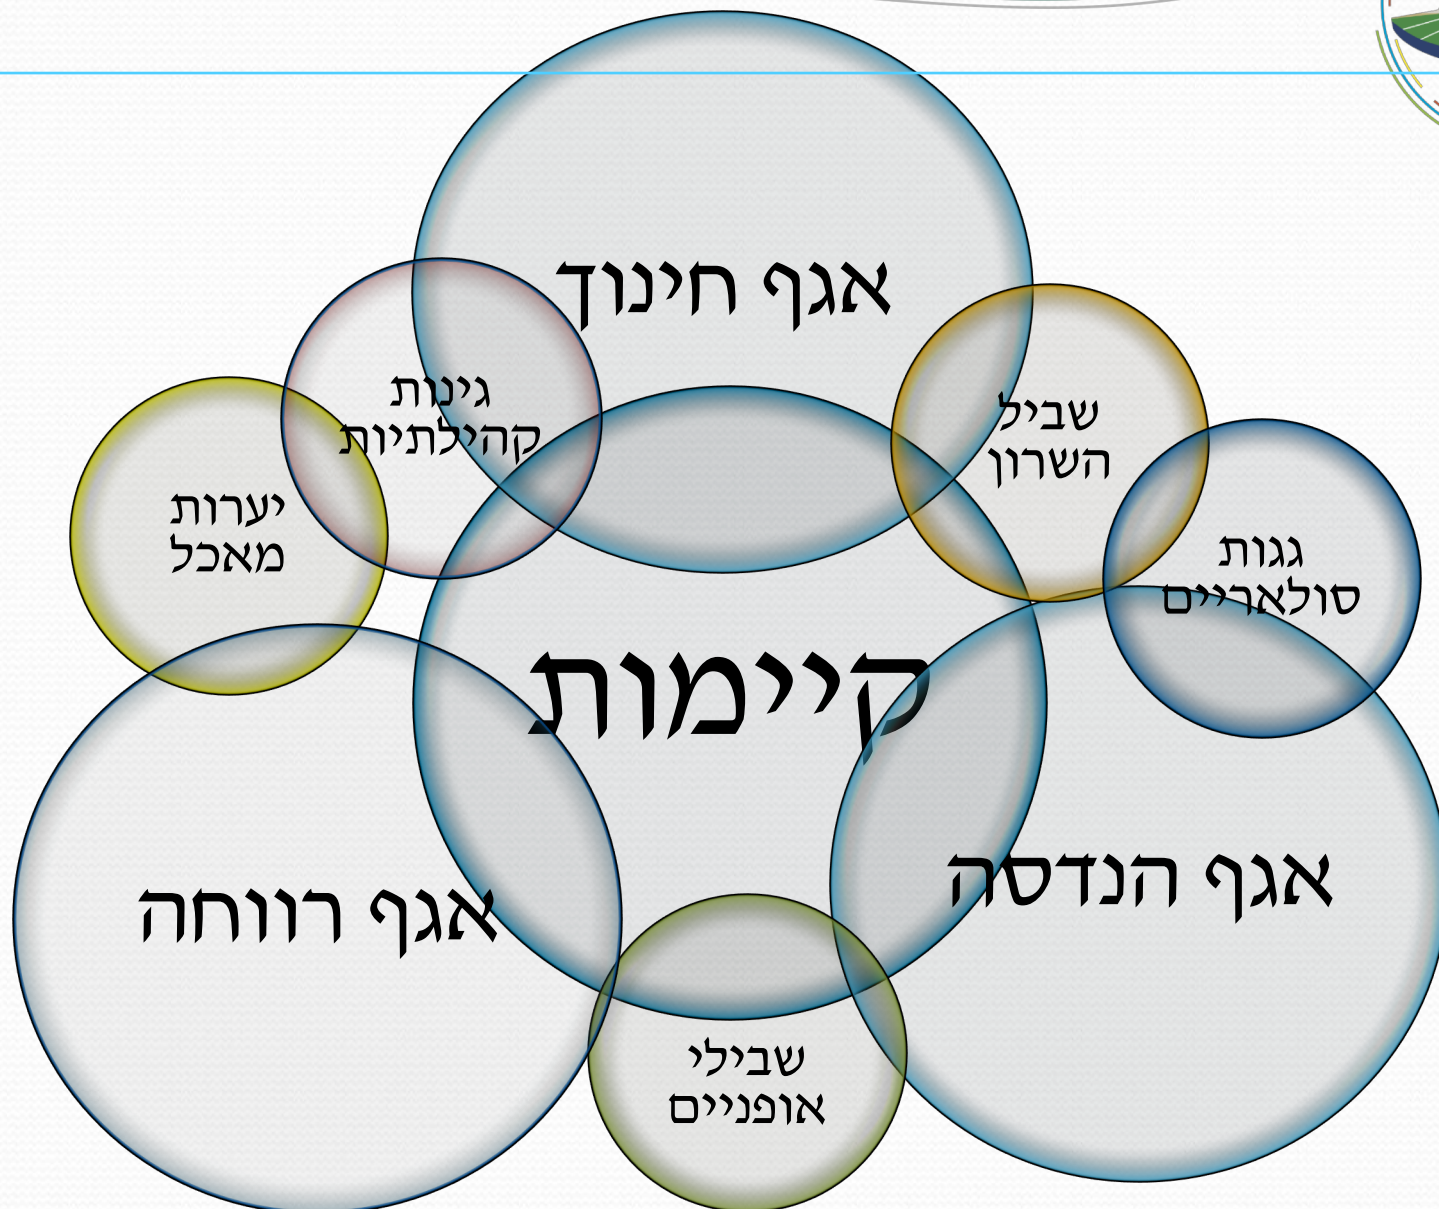 אגף חינוך
גינות
קהילתיות
שביל
השרון
יערות
מאכל
גגות
סולאריים
קיימות
אגף הנדסה
אגף רווחה
שבילי
אופניים